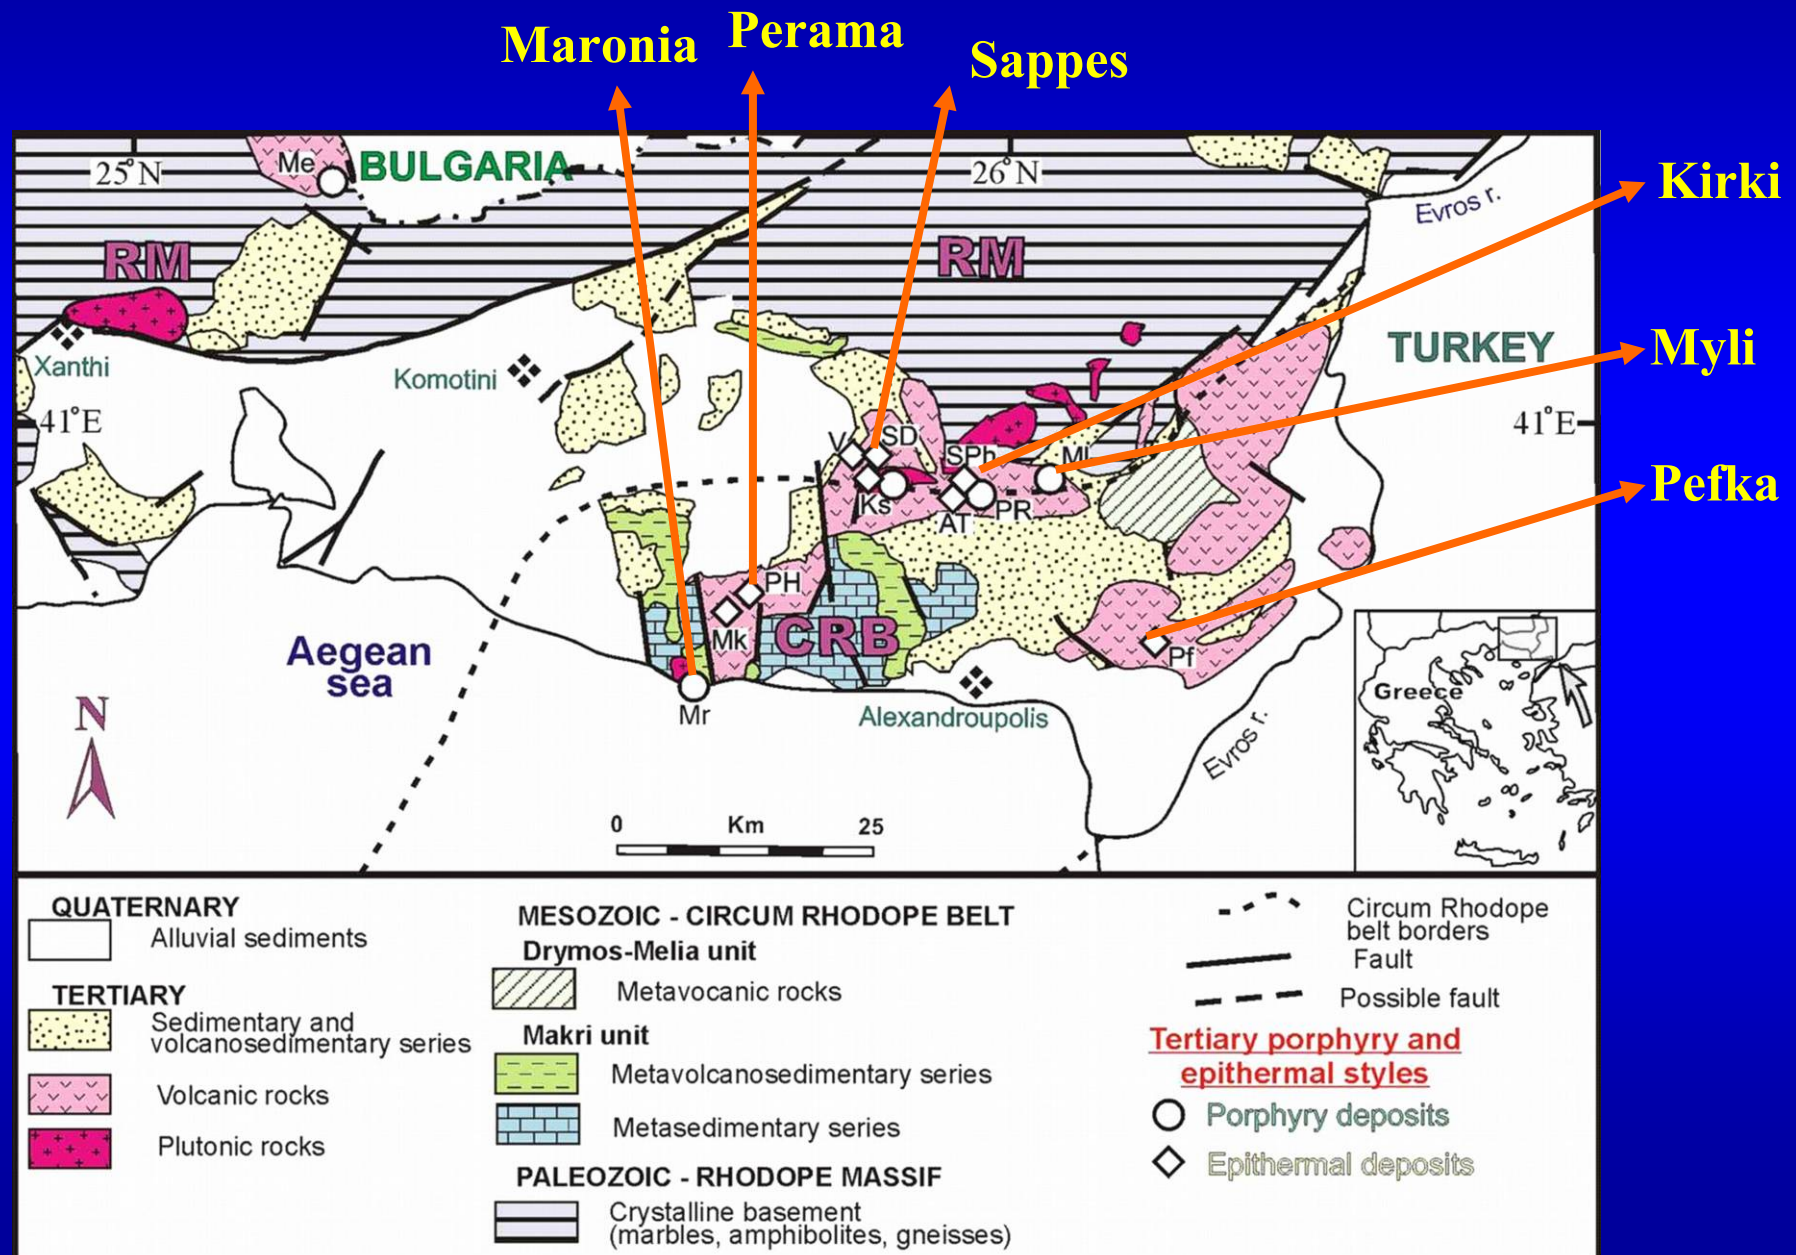 Maronia
Perama
Sappes
Kirki
Myli
Pefka
25°N
Me
BULGARIA
26°N
Evros r.
RM
RM
TURKEY
Xanthi
Komotini
41°E
41°E
V
SD
SPh
MI
Ks
AT
PR
PH
Mk
CRB
Pf
Mr
Aegean
sea
Alexandroupolis
Evros r.
Greece
N
0 Km 25
QUATERNARY
Alluvial sediments
TERTIARY
Sedimentary and
volcanosedimentary series
Volcanic rocks
Plutonic rocks
MESOZOIC - CIRCUM RHODOPE BELT
Drymos-Melia unit
Metavocanic rocks
Makri unit
Metavolcanosedimentary series
Metasedimentary series
PALEOZOIC - RHODOPE MASSIF
Crystalline basement
(marbles, amphibolites, gneisses)
Circum Rhodope
belt borders
Fault
Possible fault
Tertiary porphyry and
epithermal styles
Porphyry deposits
Epithermal deposits